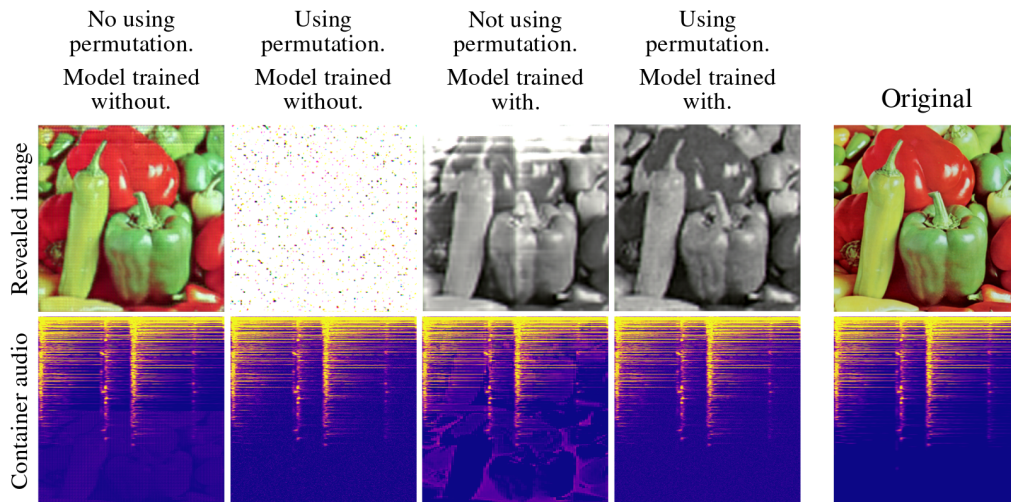 No using
permutation.
Model trained
without.
Using
permutation.
Model trained
without.
Not using
permutation.
Model trained
with.
Using
permutation.
Model trained
with.
Original
Revealed image
Container audio